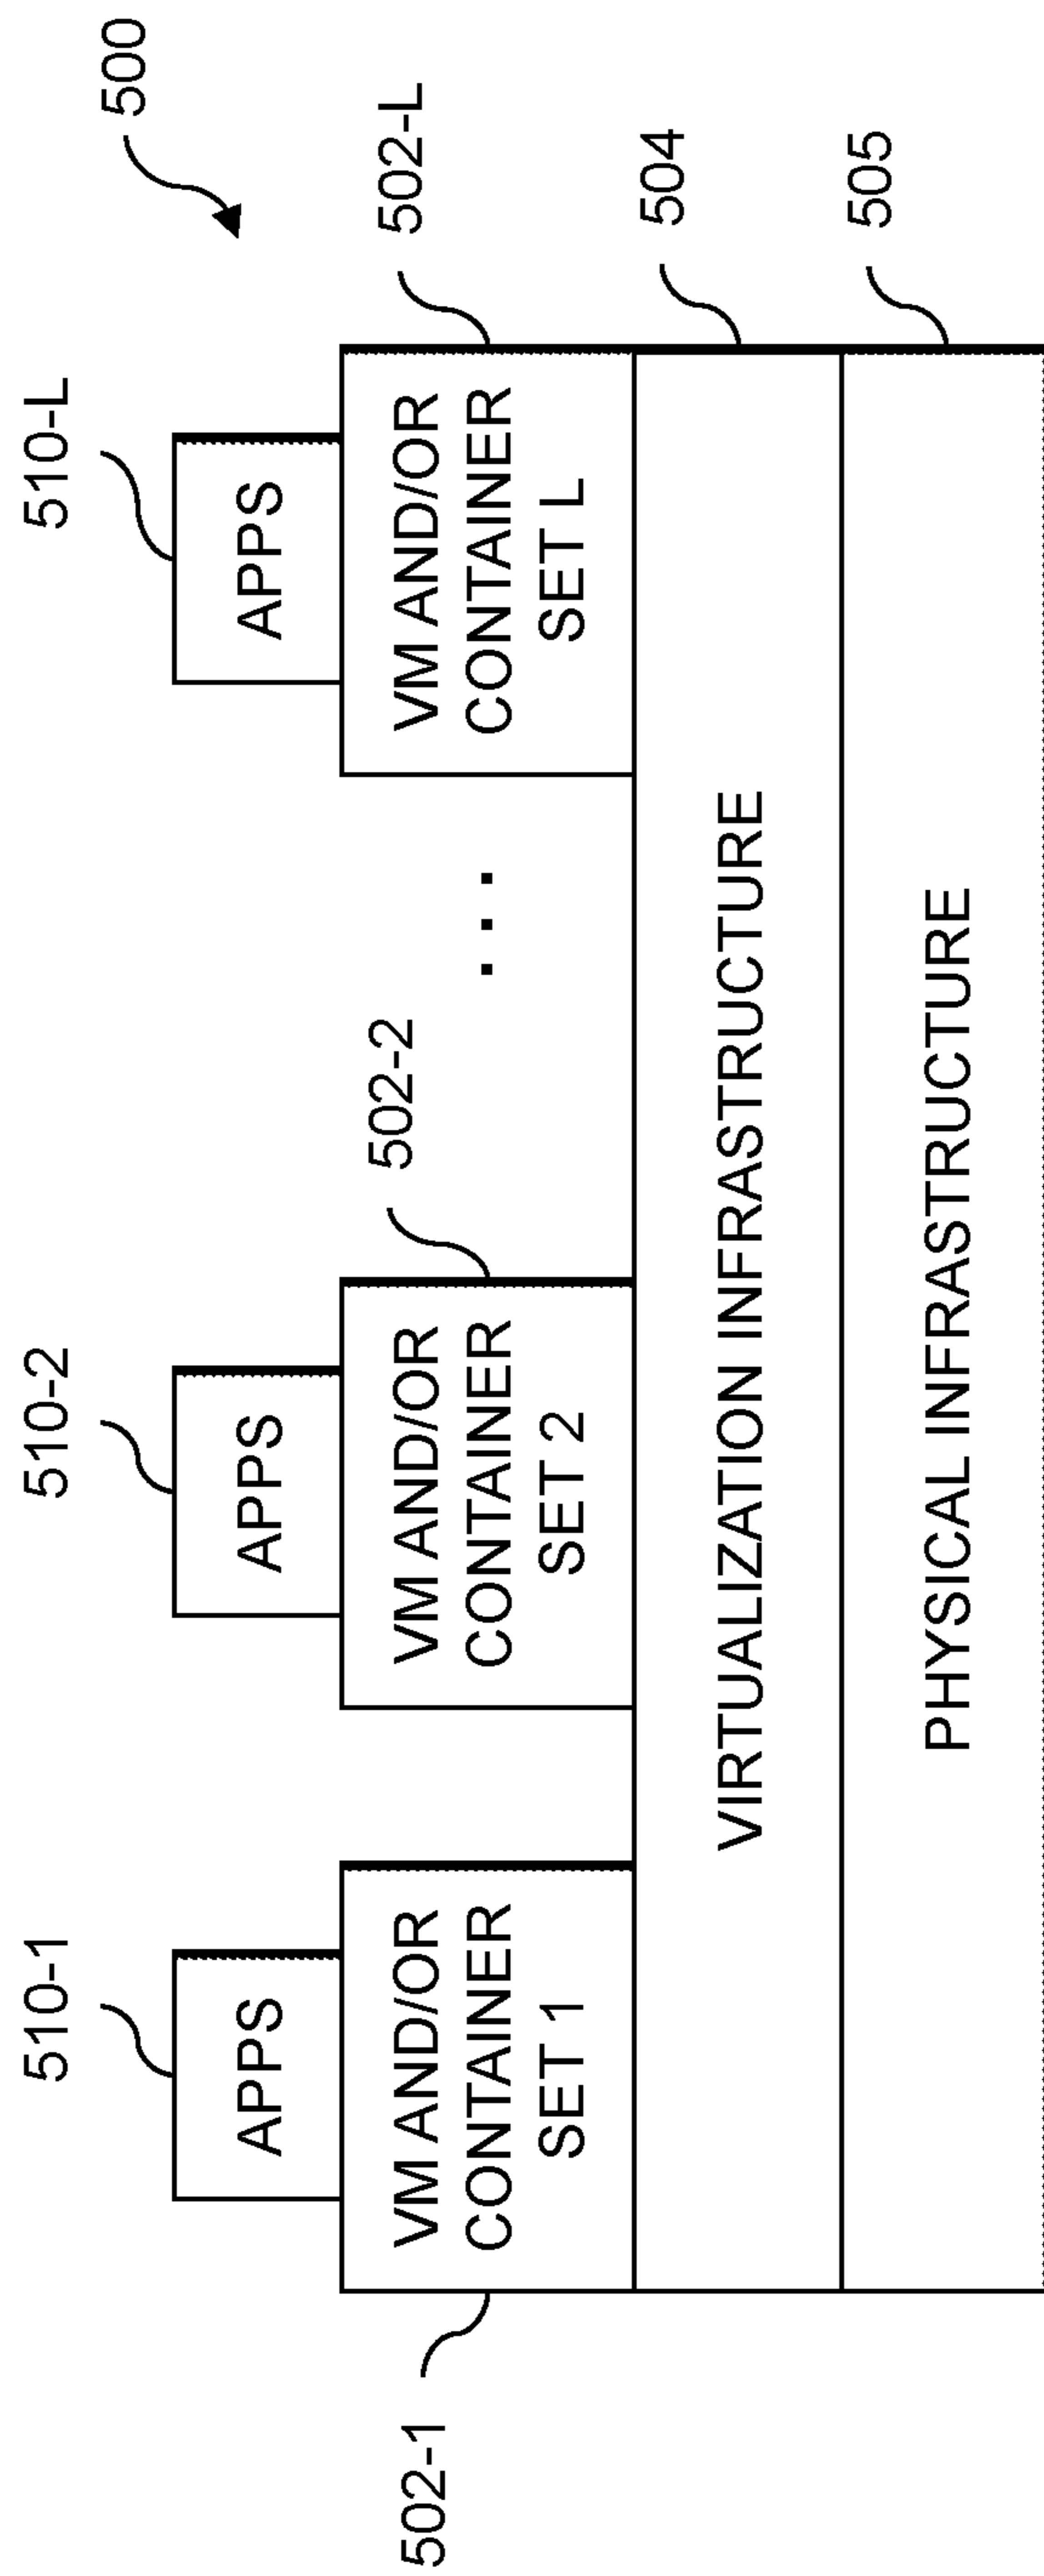 500
510-1
510-2
510-L
APPS
APPS
APPS
502-1
VM AND/OR
CONTAINER
SET 1
VM AND/OR
CONTAINER
SET 2
502-2
. . .
VM AND/OR
CONTAINER
SET L
502-L
VIRTUALIZATION INFRASTRUCTURE
504
PHYSICAL INFRASTRUCTURE
505